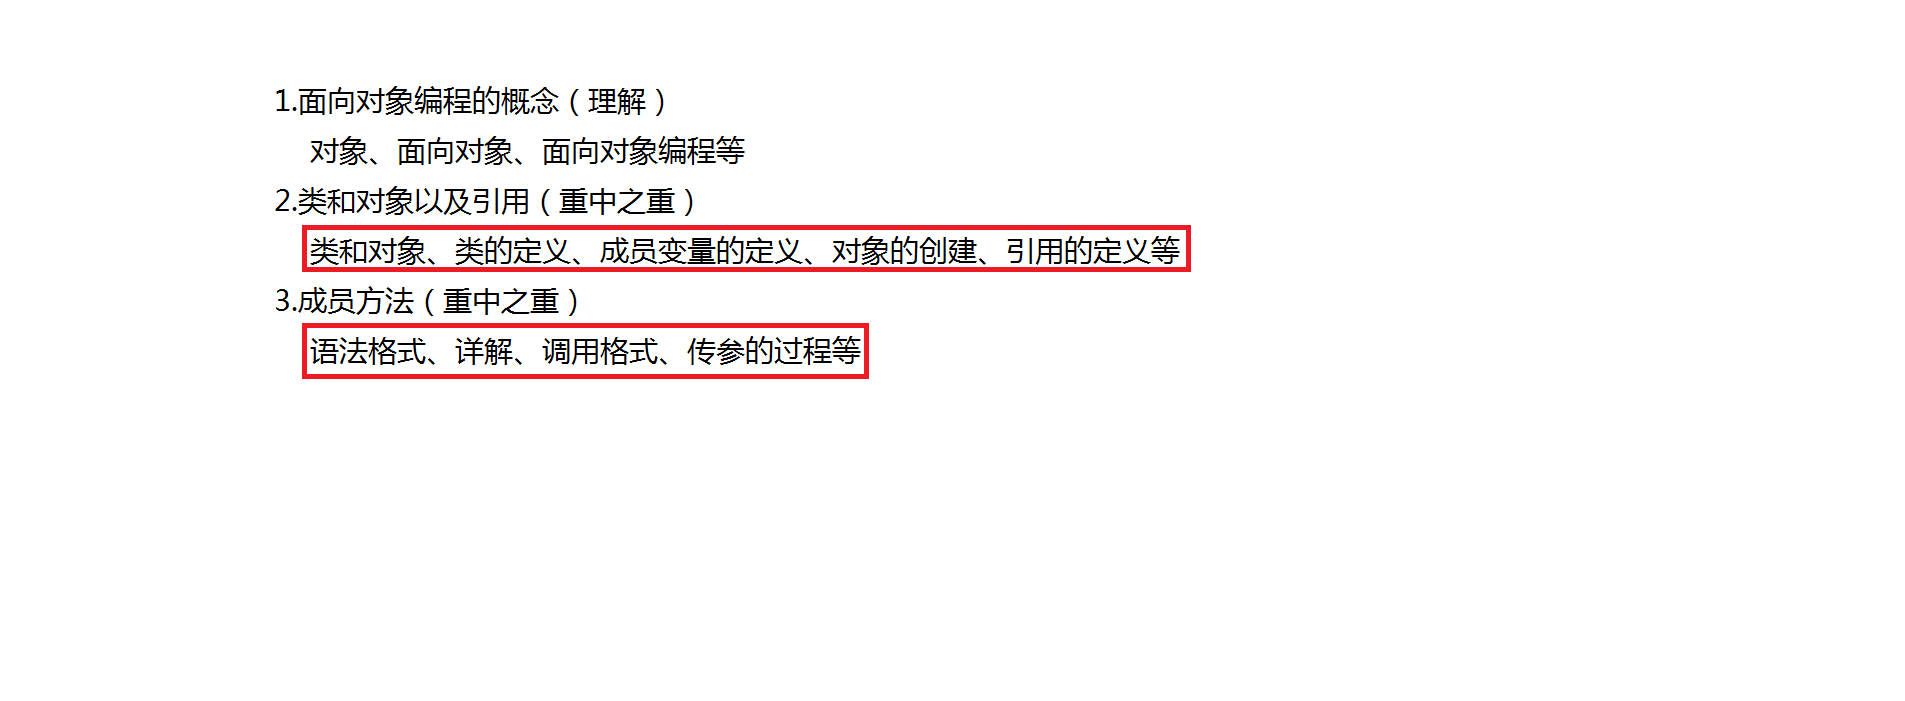 1.面向对象编程的概念（理解）
对象、面向对象、面向对象编程等
2.类和对象以及引用（重中之重）
类和对象、类的定义、成员变量的定义、对象的创建、引用的定义等
3.成员方法（重中之重）
语法格式、详解、调用格式、传参的过程等